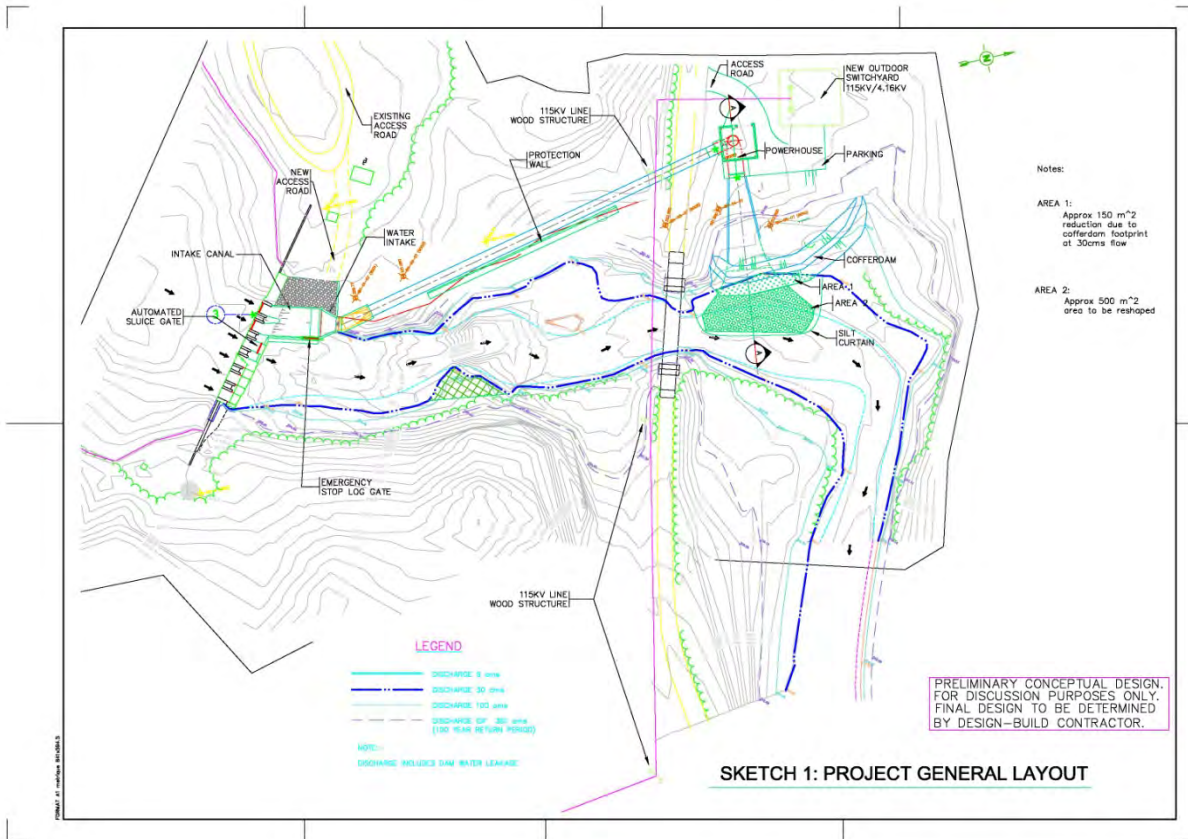 N
ACCESS
ROAD
NEW OUTDOOR
SWITCHYARD
115KV/4.16KV
115KV LINE
WOOD STRUCTURE
EXISTING
ACCESS
ROAD
PROTECTION
WALL
POWERHOUSE
PARKING
A
NEW
ACCESS
ROAD
WATER
INTAKE
INTAKE CANAL
COFFERDAM
AREA 1
AREA 2
AUTOMATED
SLUICE GATE
3
SILT
CURTAIN
A
EMERGENCY
STOP LOG GATE
115KV LINE
WOOD STRUCTURE
Notes:
AREA 1:
Approx 150 m^2
reduction due to
cofferdam footprint
at 30cms flow
AREA 2:
Approx 500 m^2
area to be reshaped
LEGEND
DISCHARGE 30 cms
DISCHARGE 100 cms
(100 YEAR RETURN PERIOD)
NOTE:
DISCHARGE INCLUDES DAM WATER LEAKAGE
PRELIMINARY CONCEPTUAL DESIGN.
FOR DISCUSSION PURPOSES ONLY.
FINAL DESIGN TO BE DETERMINED
BY DESIGN-BUILD CONTRACTOR.
SKETCH 1: PROJECT GENERAL LAYOUT